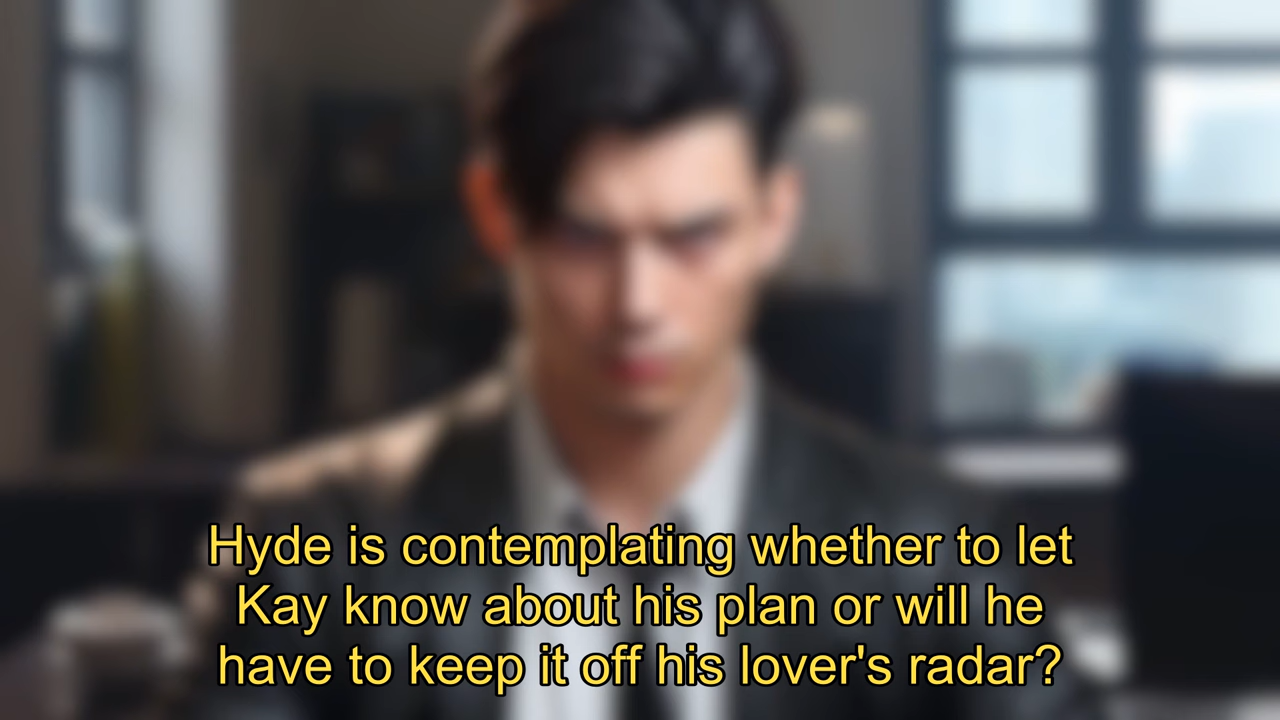 Hyde is contemplating whether to let
Kay know about his plan or will he
have to keep it off his lover's radar?